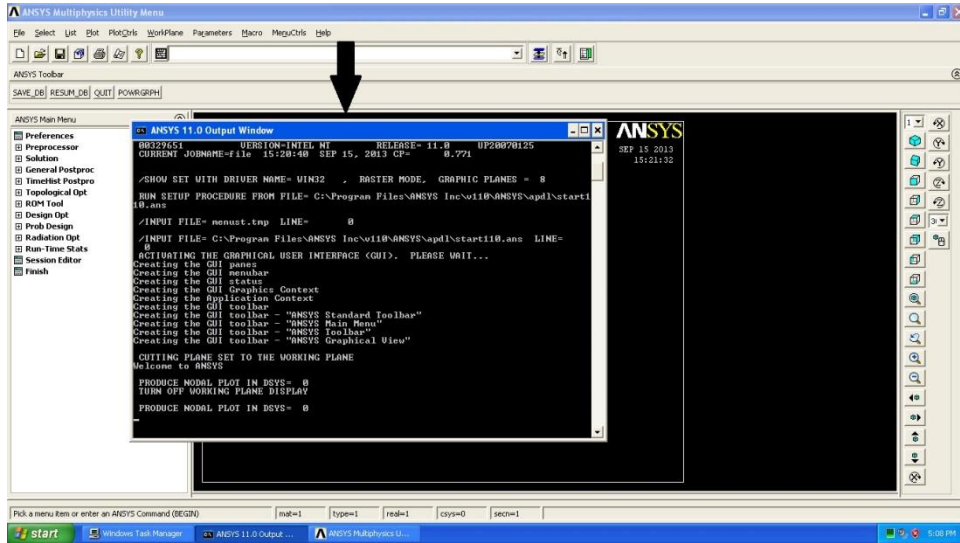 ANSYS Multiphysics Utility Menu
File Select List Plot PlotCtrls WorkPlane Parameters Macro MenuCtrls Help
ANSYS Toolbar
SAVE_DB RESUM_DB QUIT POWRGRPH
ANSYS Main Menu
Preferences
Preprocessor
Solution
General Postproc
TimeHist Postpro
Topological Opt
ROM Tool
Design Opt
Prob Design
Radiation Opt
Run-Time Stats
Session Editor
Finish
ANSYS 11.0 Output Window
00329651 VERSION=INTEL NT RELEASE= 11.0 UP20070125
CURRENT JOBNAME=file 15:20:40 SEP 15, 2013 CP= 0.771
/SHOW SET WITH DRIVER NAME= WIN32 , RASTER MODE, GRAPHIC PLANES = 8
RUN SETUP PROCEDURE FROM FILE= C:\Program Files\ANSYS Inc\v110\ANSYS\apdl\start1
10.ans
/INPUT FILE= menust.tmp LINE= 0
/INPUT FILE= C:\Program Files\ANSYS Inc\v110\ANSYS\apdl\start110.ans LINE=
0
ACTIVATING THE GRAPHICAL USER INTERFACE (GUI). PLEASE WAIT...
Creating the GUI panes
Creating the GUI menubar
Creating the GUI status
Creating the GUI Graphics Context
Creating the Application Context
Creating the GUI toolbar
Creating the GUI toolbar - "ANSYS Standard Toolbar"
Creating the GUI toolbar - "ANSYS Main Menu"
Creating the GUI toolbar - "ANSYS Toolbar"
Creating the GUI toolbar - "ANSYS Graphical View"
CUTTING PLANE SET TO THE WORKING PLANE
Welcome to ANSYS
PRODUCE NODAL PLOT IN DSYS= 0
TURN OFF WORKING PLANE DISPLAY
PRODUCE NODAL PLOT IN DSYS= 0
ANSYS
SEP 15 2013
15:21:32
1
Pick a menu item or enter an ANSYS Command (BEGIN) mat=1 type=1 real=1 csys=0 secn=1
start Windows Task Manager ANSYS 11.0 Output ... ANSYS Multiphysics U... 5:08 PM